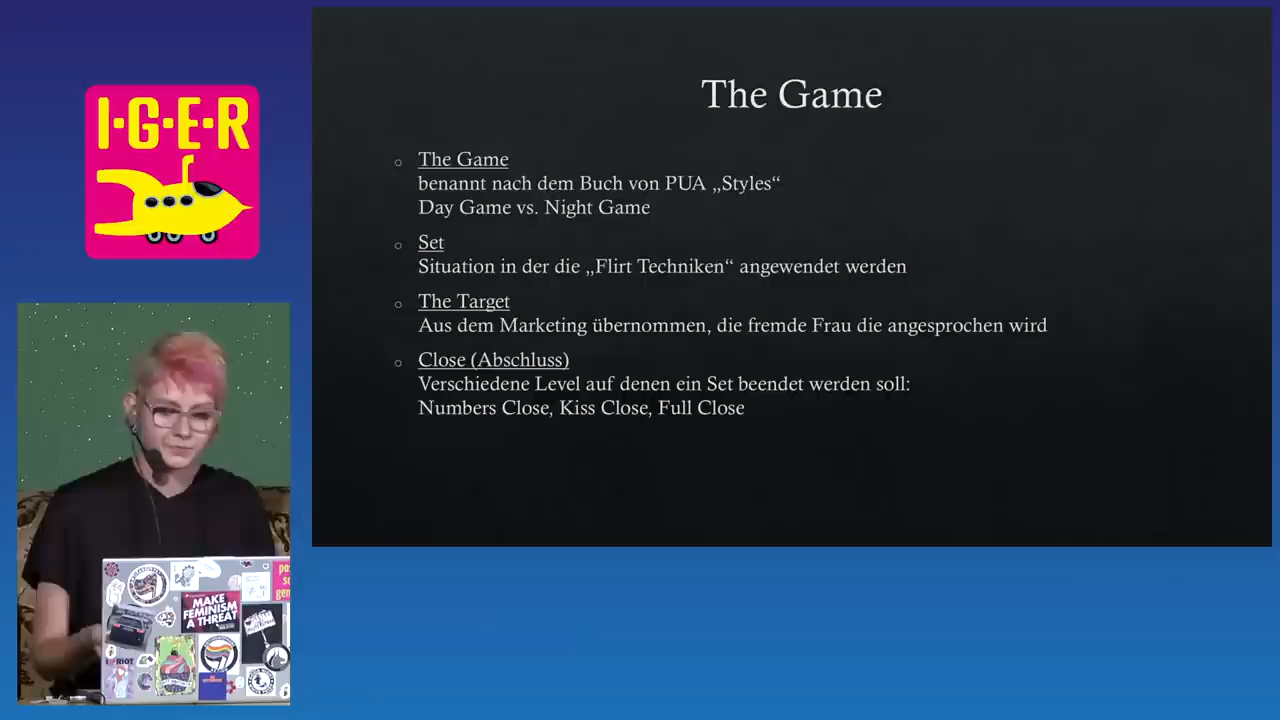 I·G·E·R
The Game
The Game
benannt nach dem Buch von PUA „Styles“
Day Game vs. Night Game
Set
Situation in der die „Flirt Techniken“ angewendet werden
The Target
Aus dem Marketing übernommen, die fremde Frau die angesprochen wird
Close (Abschluss)
Verschiedene Level auf denen ein Set beendet werden soll:
Numbers Close, Kiss Close, Full Close
MAKE
FEMINISM
A THREAT
RIOT